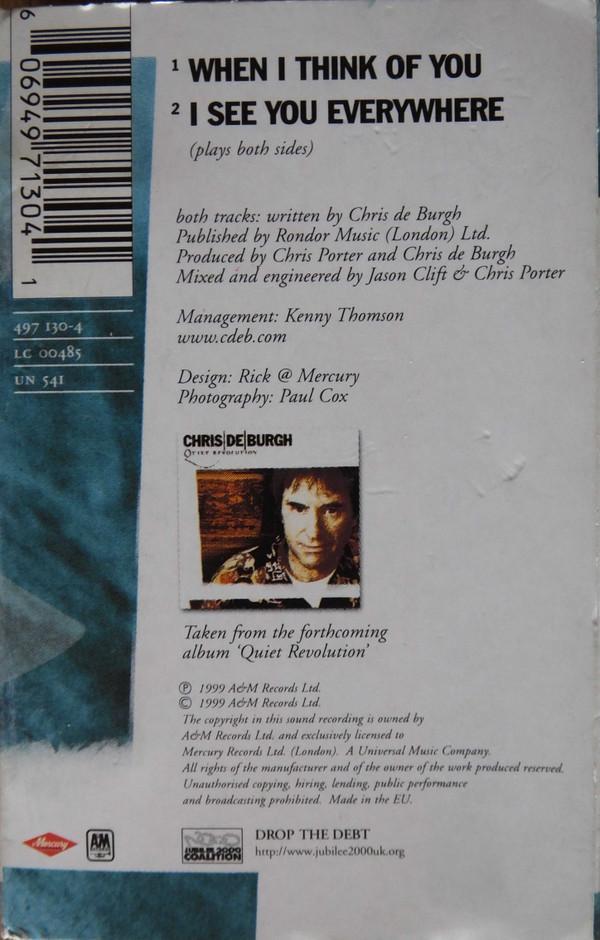 6 06949 71304 1
497 130-4
LC 00485
UN 541
1 WHEN I THINK OF YOU
2 I SEE YOU EVERYWHERE
(plays both sides)
both tracks: written by Chris de Burgh
Published by Rondor Music (London) Ltd.
Produced by Chris Porter and Chris de Burgh
Mixed and engineered by Jason Clift & Chris Porter
Management: Kenny Thomson
www.cdeb.com
Design: Rick @ Mercury
Photography: Paul Cox
CHRIS|DE|BURGH
QUIET REVOLUTION
Taken from the forthcoming
album 'Quiet Revolution'
℗ 1999 A&M Records Ltd.
© 1999 A&M Records Ltd.
The copyright in this sound recording is owned by
A&M Records Ltd. and exclusively licensed to
Mercury Records Ltd. (London). A Universal Music Company.
All rights of the manufacturer and of the owner of the work produced reserved.
Unauthorised copying, hiring, lending, public performance
and broadcasting prohibited. Made in the EU.
Mercury
A&M
JUBILEE 2000
COALITION
DROP THE DEBT
http://www.jubilee2000uk.org